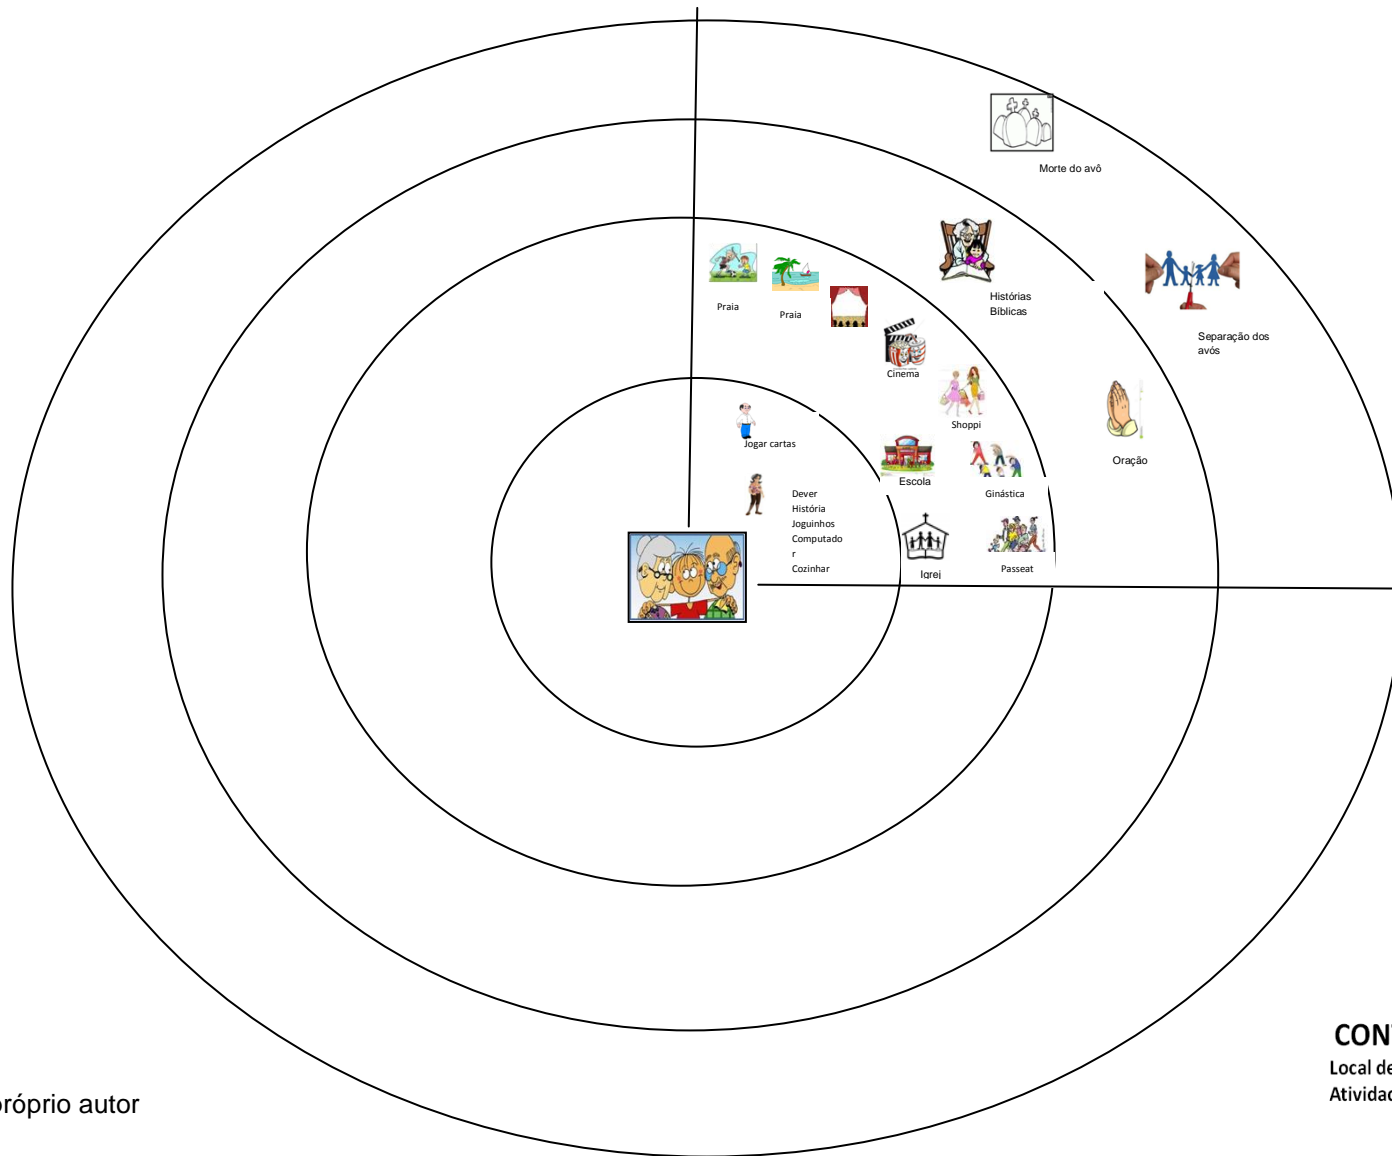 Morte do avô
Histórias
Bíblicas
Praia
Praia
Separação dos
avós
Cinema
Shoppi
Jogar cartas
Oração
Escola
Ginástica
Dever
História
Joguinhos
Computado
r
Cozinhar
Igrej
Passeat
CON
Local de
Atividad
próprio autor